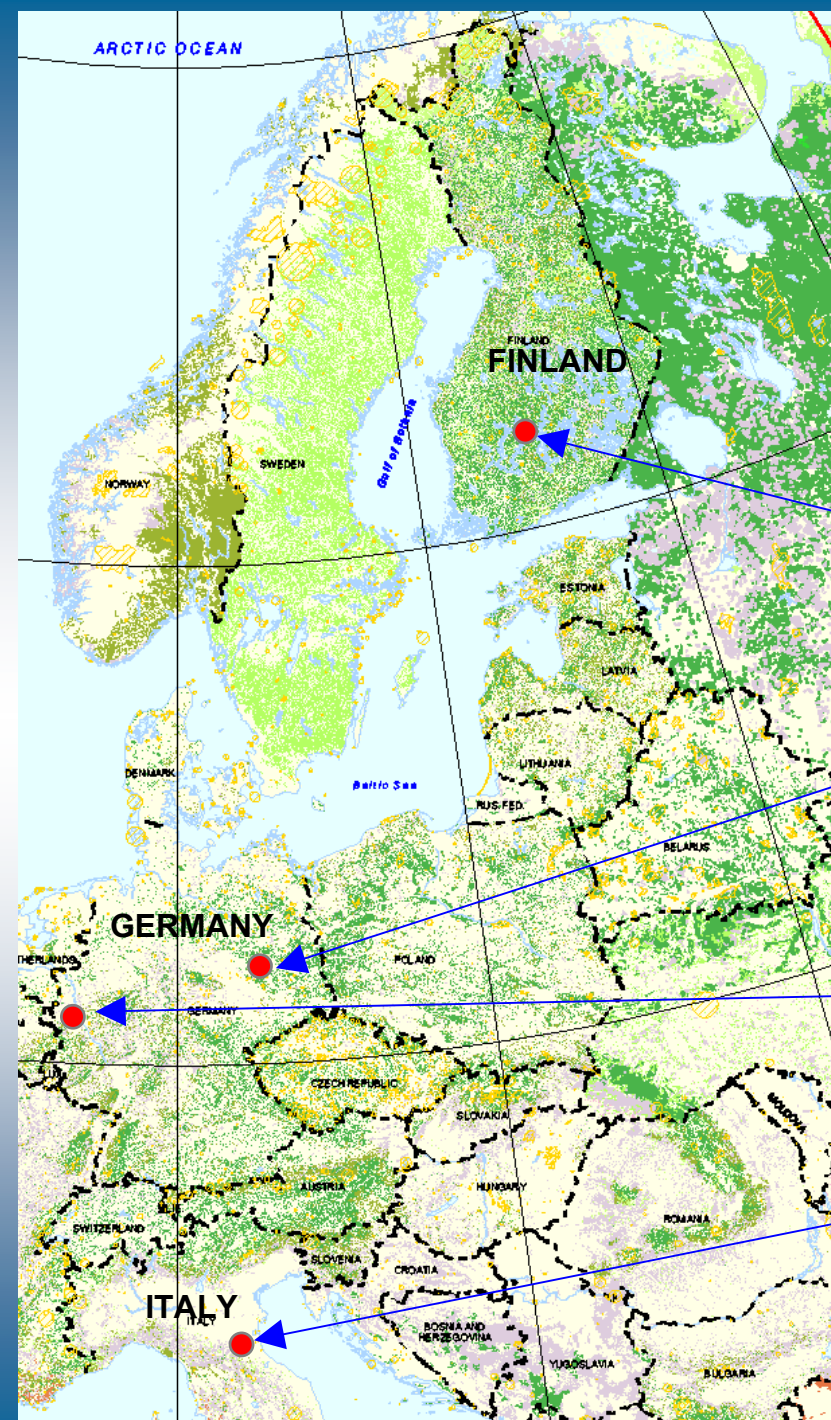 ARCTIC OCEAN
FINLAND
FINLAND
Gulf of Bothnia
SWEDEN
NORWAY
ESTONIA
LATVIA
LITHUANIA
DENMARK
Baltic Sea
RUS. FED.
BELARUS
GERMANY
THERLANDS
POLAND
GERMANY
LUX.
CZECH REPUBLIC
SLOVAKIA
MOLDOVA
AUSTRIA
HUNGARY
SWITZERLAND
ROMANIA
SLOVENIA
CROATIA
ITALY
ITALY
BOSNIA AND
HERZEGOVINA
YUGOSLAVIA
BULGARIA